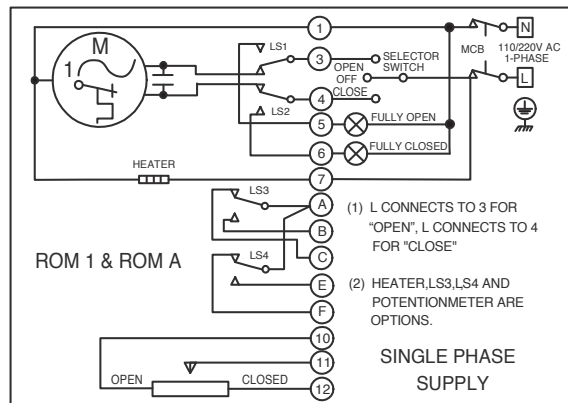 M
1
LS1
LS2
1
3
4
5
6
7
A
B
C
E
F
10
11
12
OPEN
OFF
CLOSE
SELECTOR
SWITCH
MCB
N
L
110/220V AC
1-PHASE
FULLY OPEN
FULLY CLOSED
HEATER
LS3
LS4
ROM 1 & ROM A
(1) L CONNECTS TO 3 FOR
“OPEN”, L CONNECTS TO 4
FOR "CLOSE"
(2) HEATER,LS3,LS4 AND
POTENTIONMETER ARE
OPTIONS.
OPEN
CLOSED
SINGLE PHASE
SUPPLY